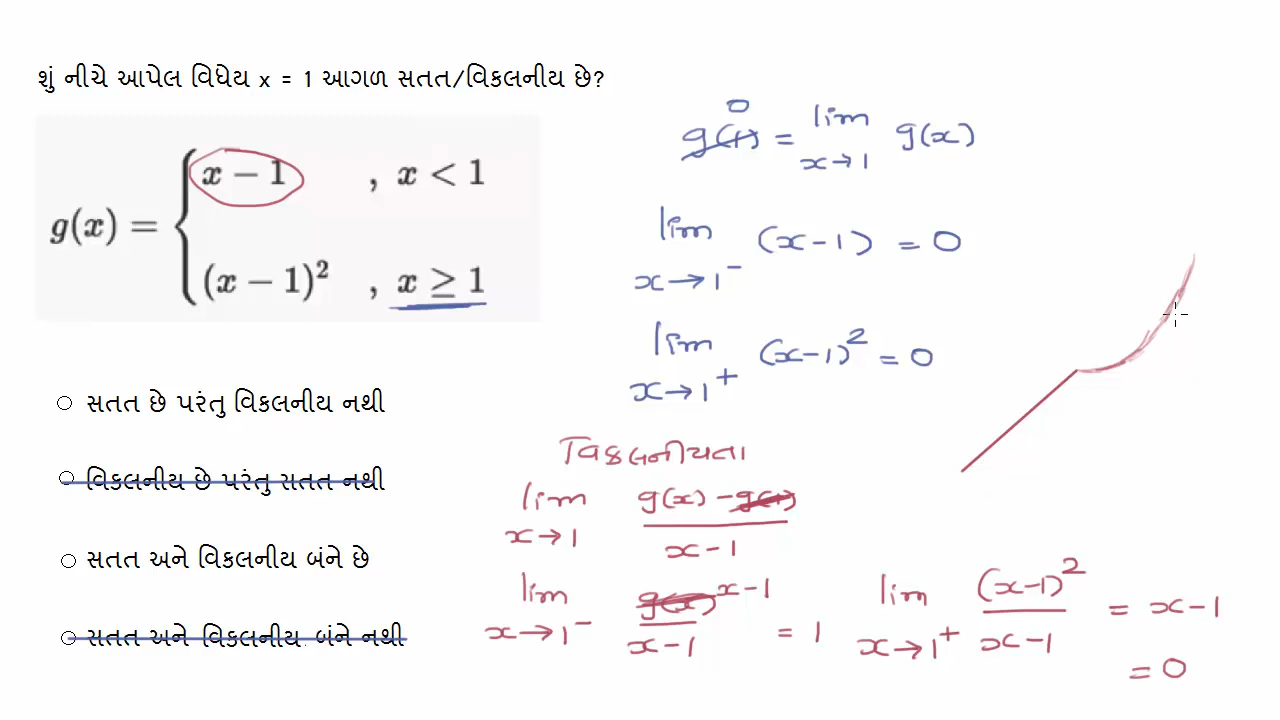 શું નીચે આપેલ વિધેય x = 1 આગળ સતત/વિકલનીય છે?
g(x) = { x − 1 , x < 1
(x − 1)² , x ≥ 1
સતત છે પરંતુ વિકલનીય નથી
વિકલનીય છે પરંતુ સતત નથી
સતત અને વિકલનીય બંને છે
સતત અને વિકલનીય બંને નથી
0
g(1) = lim x→1 g(x)
lim x→1⁻ (x−1) = 0
lim x→1⁺ (x−1)² = 0
વિકલનીયતા
lim x→1 g(x) − g(1) / x−1
lim x→1⁻ g(x) x−1 / x−1 = 1
lim x→1⁺ (x−1)² / x−1 = x−1
= 0